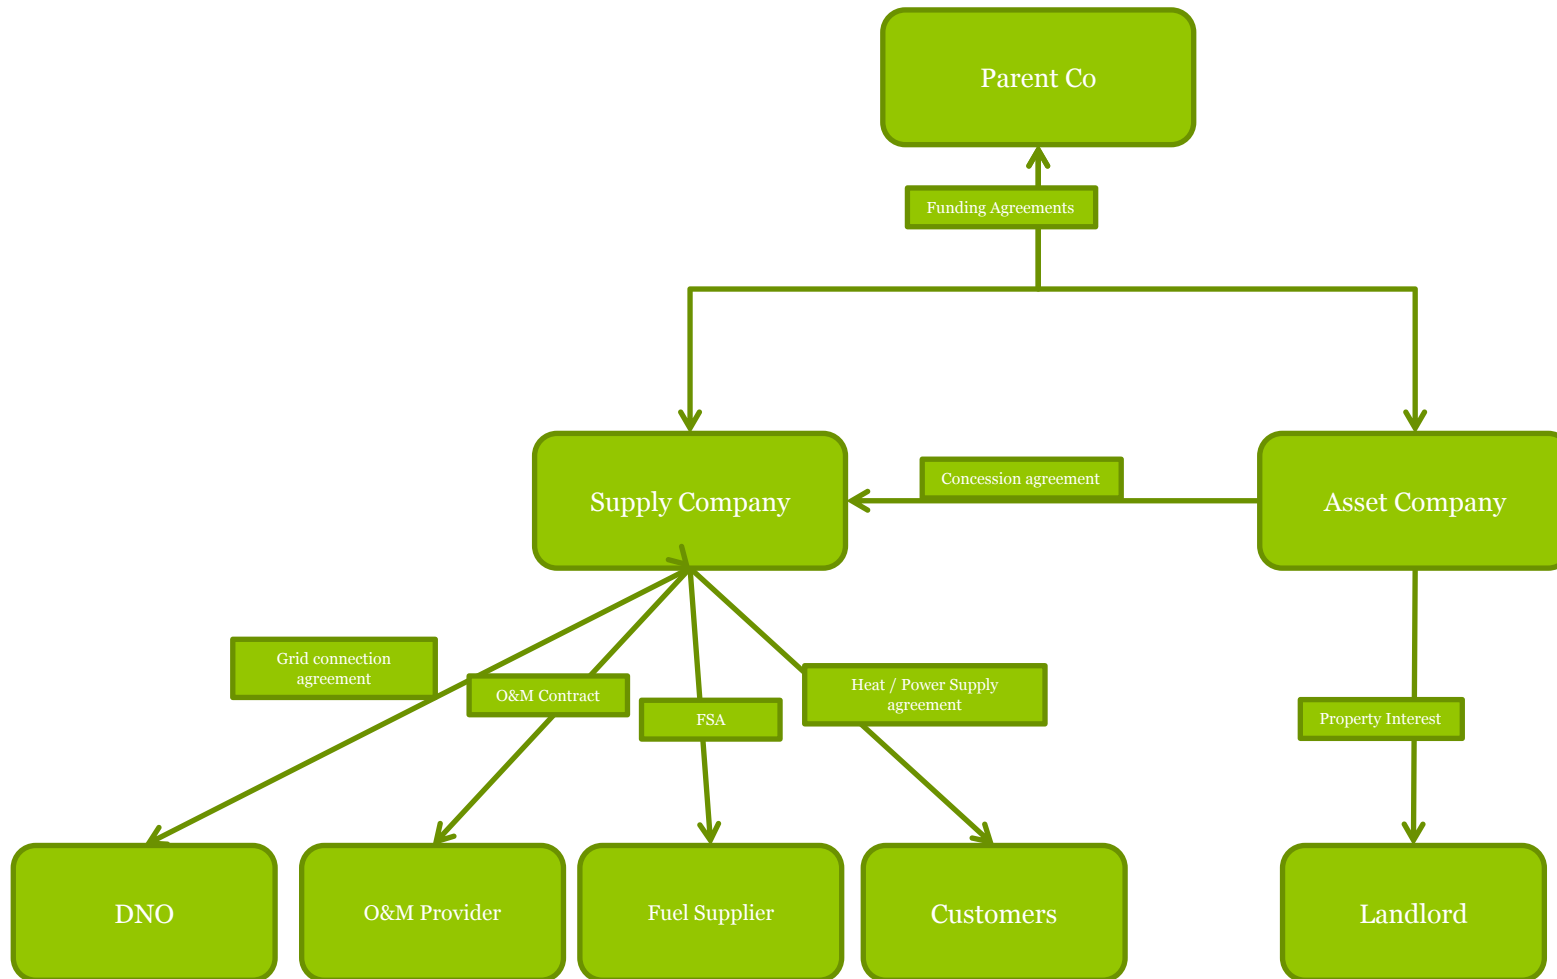 Parent Co
Funding Agreements
Supply Company
Concession agreement
Asset Company
Grid connection
agreement
O&M Contract
FSA
Heat / Power Supply
agreement
Property Interest
DNO
O&M Provider
Fuel Supplier
Customers
Landlord